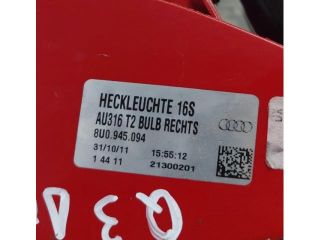 HECKLEUCHTE 16S
AU316 T2 BULB RECHTS
8U0.945.094
31/10/11 15:55:12
1 44 11 21300201
Q3